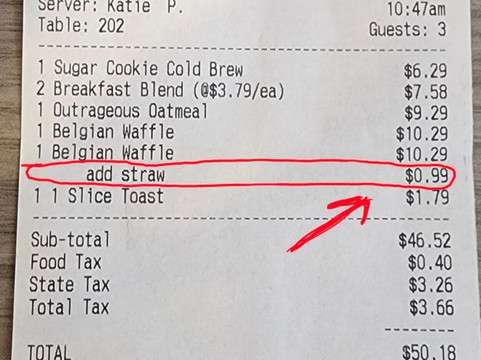 Server: Katie P. 10:47am
Table: 202 Guests: 3
1 Sugar Cookie Cold Brew $6.29
2 Breakfast Blend (@$3.79/ea) $7.58
1 Outrageous Oatmeal $9.29
1 Belgian Waffle $10.29
1 Belgian Waffle $10.29
add straw $0.99
1 1 Slice Toast $1.79
Sub-total $46.52
Food Tax $0.40
State Tax $3.26
Total Tax $3.66
TOTAL $50.18